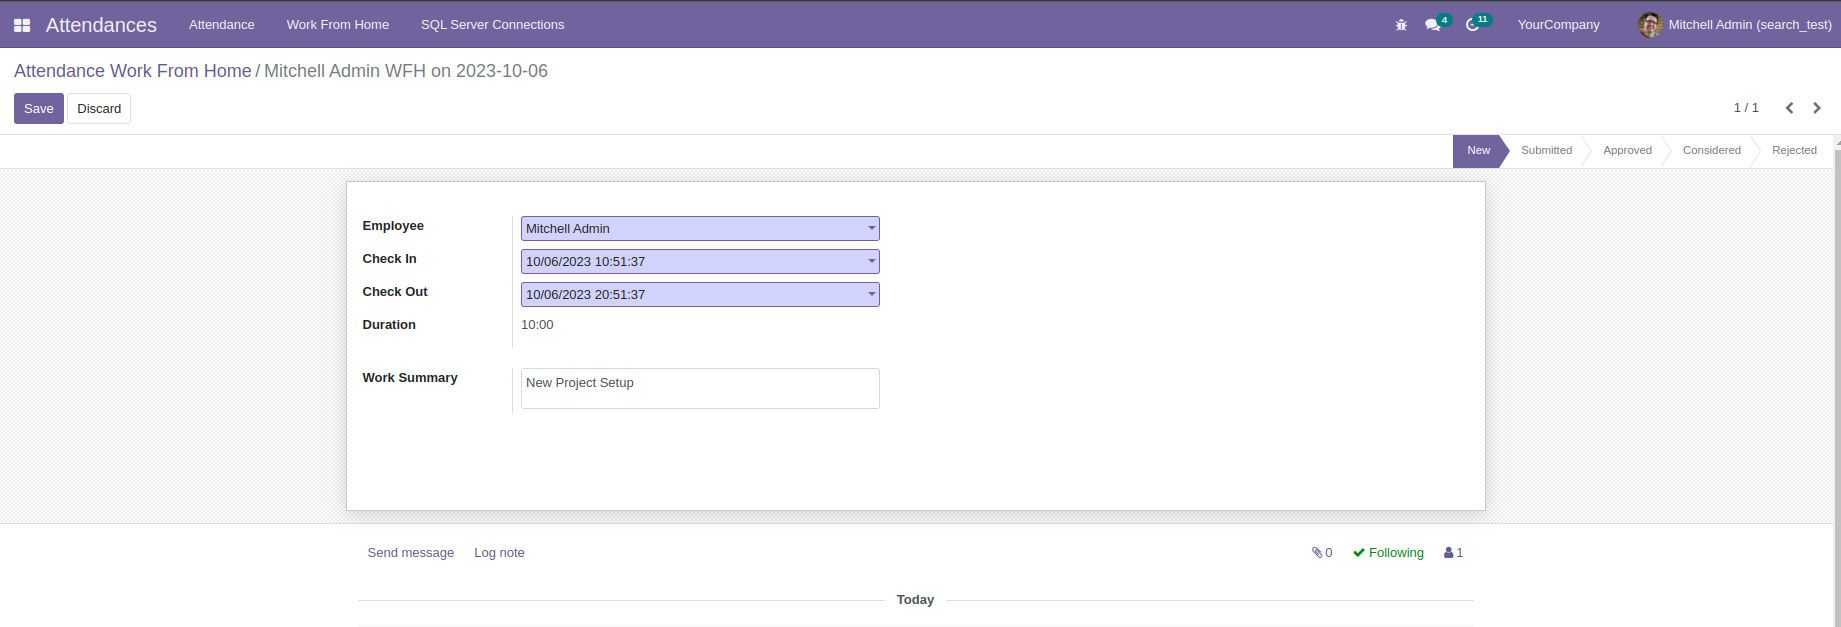 Attendances Attendance Work From Home SQL Server Connections 4 11 YourCompany Mitchell Admin (search_test)
Attendance Work From Home / Mitchell Admin WFH on 2023-10-06
Save Discard 1 / 1
New Submitted Approved Considered Rejected
Employee Mitchell Admin
Check In 10/06/2023 10:51:37
Check Out 10/06/2023 20:51:37
Duration 10:00
Work Summary New Project Setup
Send message Log note 0 Following 1
Today